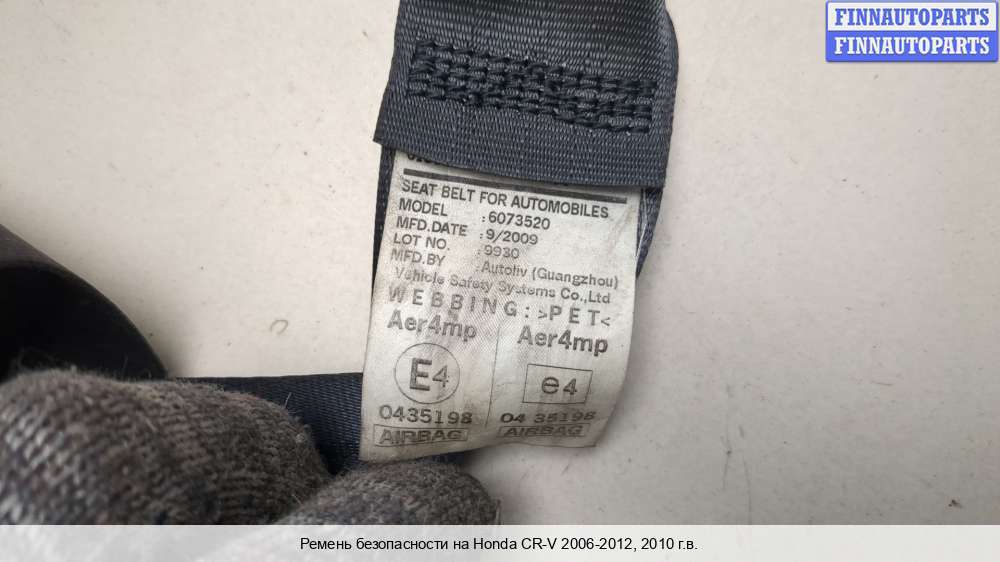 FINNAUTOPARTS
FINNAUTOPARTS
SEAT BELT FOR AUTOMOBILES
MODEL :6073520
MFD.DATE :9/2009
LOT NO. :9930
MFD.BY :Autoliv (Guangzhou)
Vehicle Safety Systems Co.,Ltd
WEBBING:>PET<
Aer4mp Aer4mp
E4 e4
0435198 04 35198
AIRBAG AIRBAG
Ремень безопасности на Honda CR-V 2006-2012, 2010 г.в.